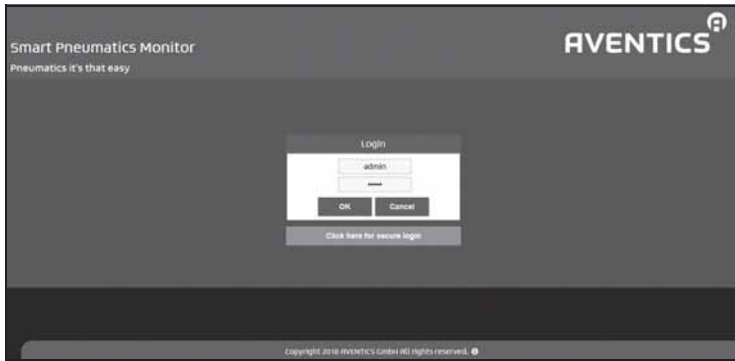 Smart Pneumatics Monitor
Pneumatics it's that easy
AVENTICS
Login
admin
•••••
OK Cancel
Click here for secure login
Copyright 2018 AVENTICS GmbH All rights reserved.